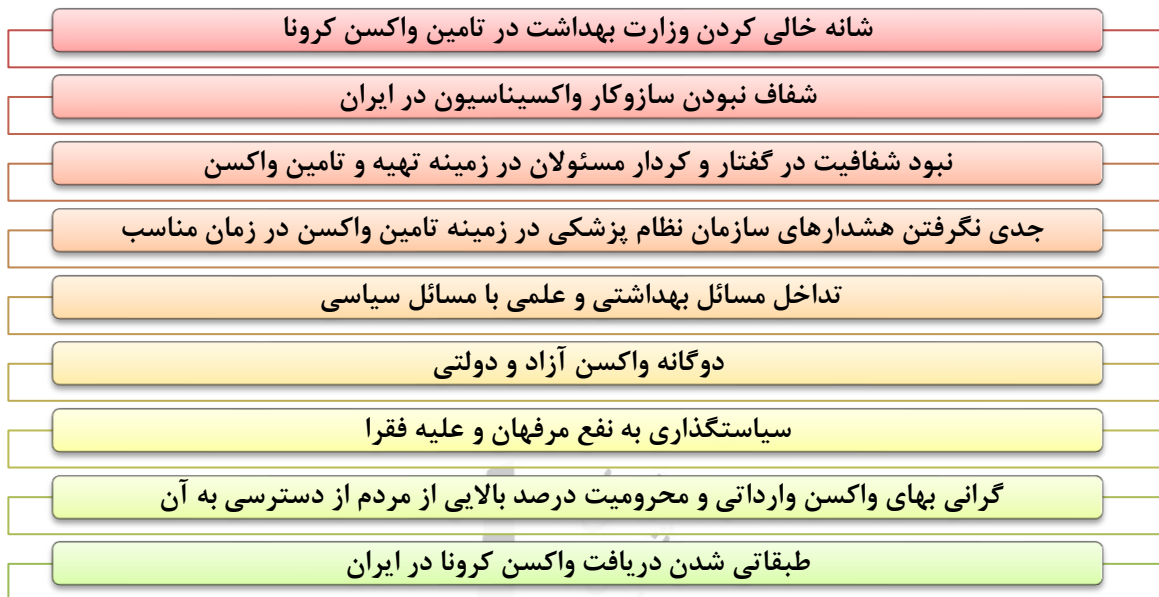 شانه خالی کردن وزارت بهداشت در تامین واکسن کرونا
شفاف نبودن سازوکار واکسیناسیون در ایران
نبود شفافیت در گفتار و کردار مسئولان در زمینه تهیه و تامین واکسن
جدی نگرفتن هشدارهای سازمان نظام پزشکی در زمینه تامین واکسن در زمان مناسب
تداخل مسائل بهداشتی و علمی با مسائل سیاسی
دوگانه واکسن آزاد و دولتی
سیاستگذاری به نفع مرفهان و علیه فقرا
گرانی بهای واکسن وارداتی و محرومیت درصد بالایی از مردم از دسترسی به آن
طبقاتی شدن دریافت واکسن کرونا در ایران